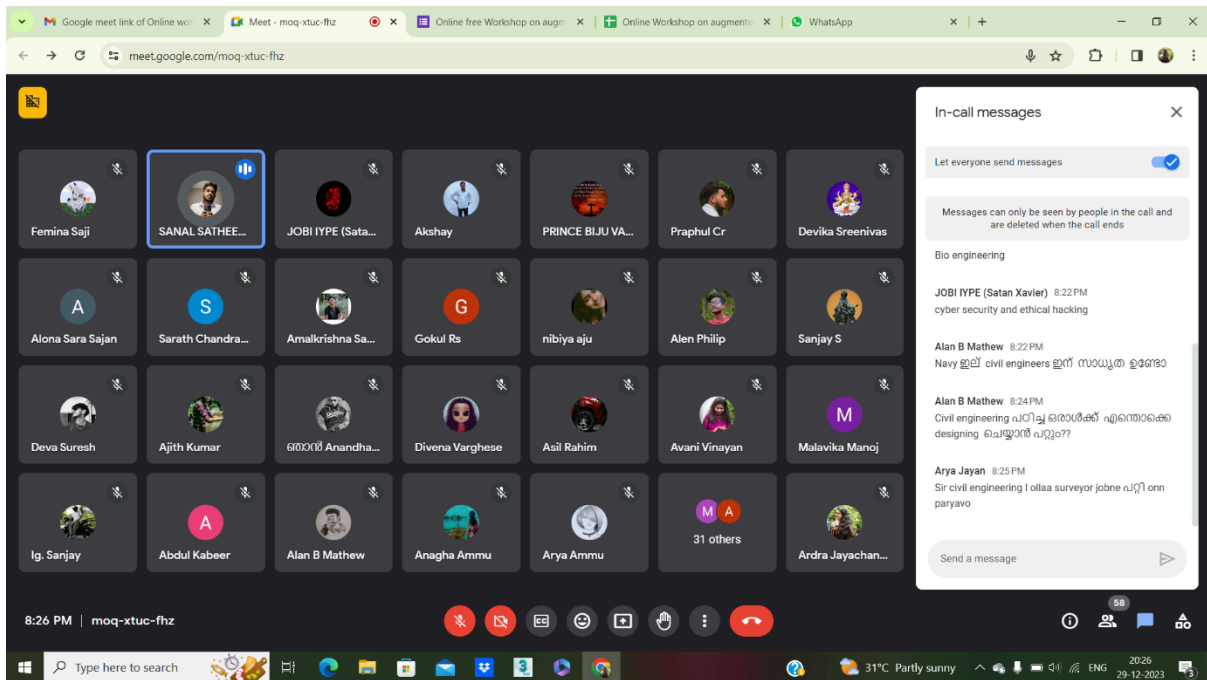 Google meet link of Online wor
Meet - moq-xtuc-fhz
Online free Workshop on augm
Online Workshop on augmente
WhatsApp
meet.google.com/moq-xtuc-fhz
In-call messages
Let everyone send messages
Messages can only be seen by people in the call and
are deleted when the call ends
Bio engineering
JOBI IYPE (Satan Xavier) 8:22 PM
cyber security and ethical hacking
Alan B Mathew 8:22 PM
Navy ഇല് civil engineers ഇന് സാധ്യത ഉണ്ടോ
Alan B Mathew 8:24 PM
Civil engineering പഠിച്ച ഒരാൾക്ക് എന്തൊക്കെ
designing ചെയ്യാൻ പറ്റും??
Arya Jayan 8:25 PM
Sir civil engineering l ollaa surveyor jobne പറ്റി onn
paryavo
Send a message
Femina Saji
SANAL SATHEE...
JOBI IYPE (Sata...
Akshay
PRINCE BIJU VA...
Praphul Cr
Devika Sreenivas
A
Alona Sara Sajan
S
Sarath Chandra...
Amalkrishna Sa...
G
Gokul Rs
nibiya aju
Alen Philip
Sanjay S
Deva Suresh
Ajith Kumar
ഞാൻ Anandha...
Divena Varghese
Asil Rahim
Avani Vinayan
M
Malavika Manoj
Ig. Sanjay
A
Abdul Kabeer
Alan B Mathew
Anagha Ammu
Arya Ammu
M A
31 others
Ardra Jayachan...
8:26 PM | moq-xtuc-fhz
CC
58
Type here to search
3
31°C Partly sunny
ENG
20:26
29-12-2023
3